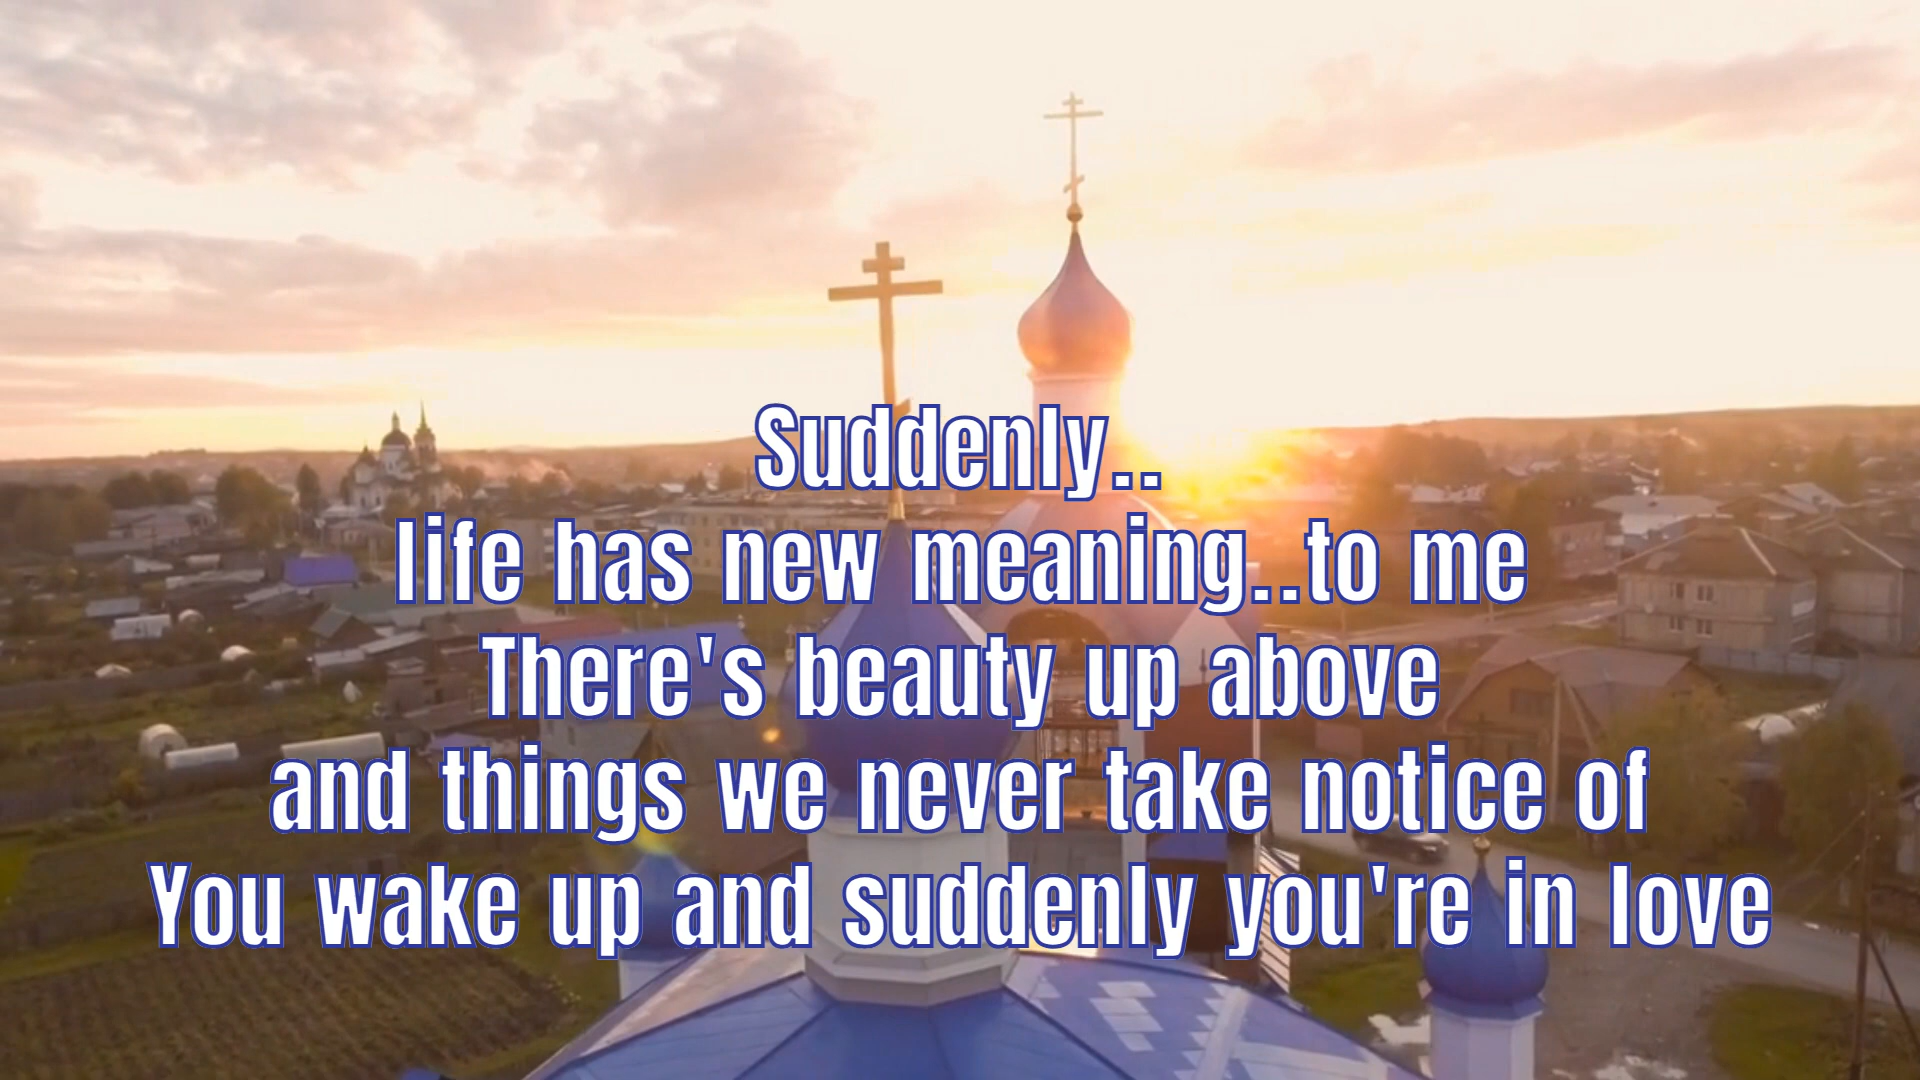 Suddenly..
life has new meaning..to me
There's beauty up above
and things we never take notice of
You wake up and suddenly you're in love